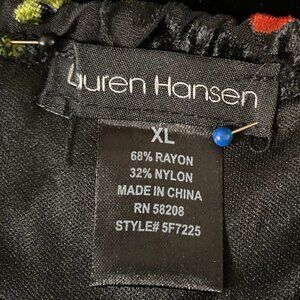 Lauren Hansen
XL
68% RAYON
32% NYLON
MADE IN CHINA
RN 58208
STYLE# 5F7225